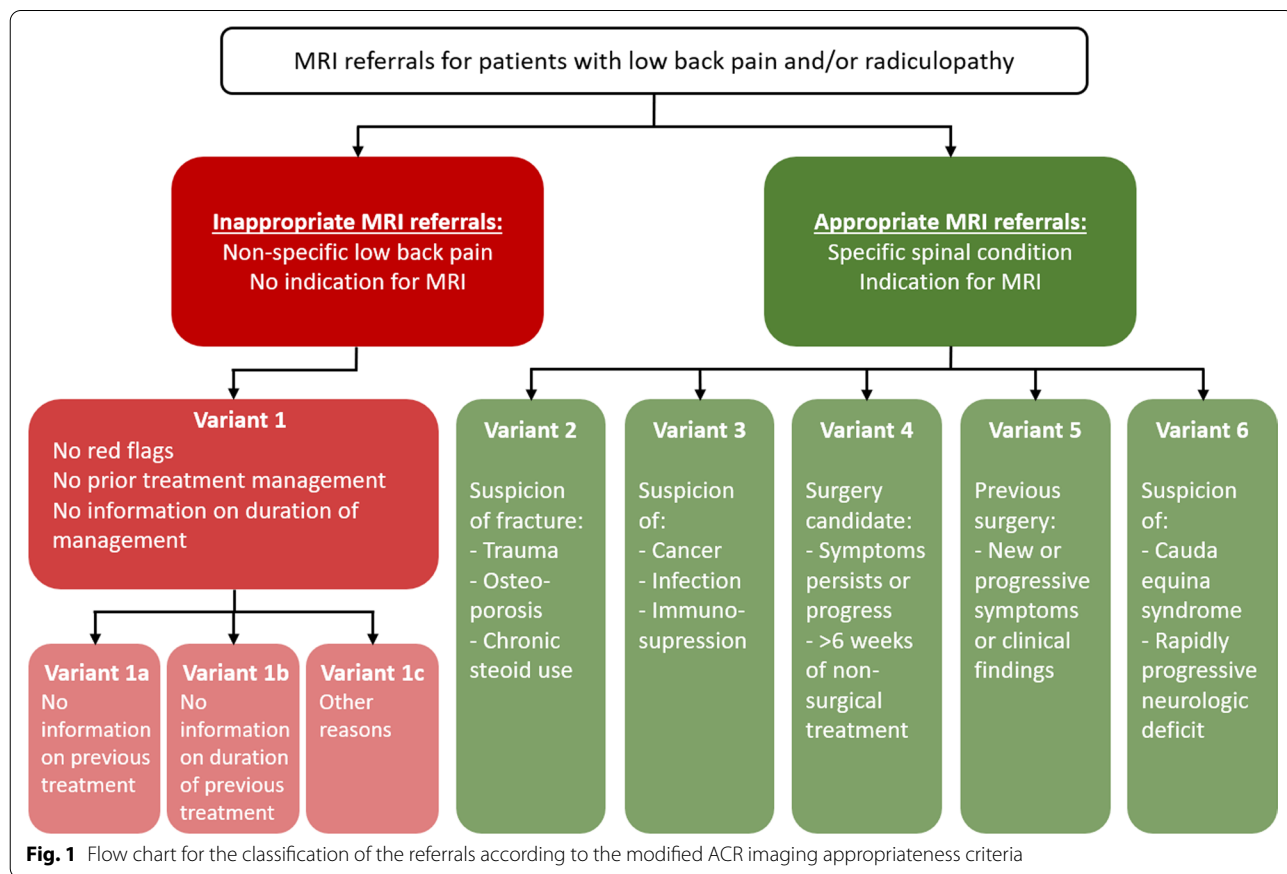 MRI referrals for patients with low back pain and/or radiculopathy
Inappropriate MRI referrals:
Non-specific low back pain
No indication for MRI
Appropriate MRI referrals:
Specific spinal condition
Indication for MRI
Variant 1
No red flags
No prior treatment management
No information on duration of
management
Variant 1a
No
information
on previous
treatment
Variant 1b
No
information
on duration
of previous
treatment
Variant 1c
Other
reasons
Variant 2
Suspicion
of fracture:
- Trauma
- Osteo-
porosis
- Chronic
steoid use
Variant 3
Suspicion
of:
- Cancer
- Infection
- Immuno-
supression
Variant 4
Surgery
candidate:
- Symptoms
persists or
progress
- >6 weeks
of non-
surgical
treatment
Variant 5
Previous
surgery:
- New or
progressive
symptoms
or clinical
findings
Variant 6
Suspicion
of:
- Cauda
equina
syndrome
- Rapidly
progressive
neurologic
deficit
Fig. 1 Flow chart for the classification of the referrals according to the modified ACR imaging appropriateness criteria